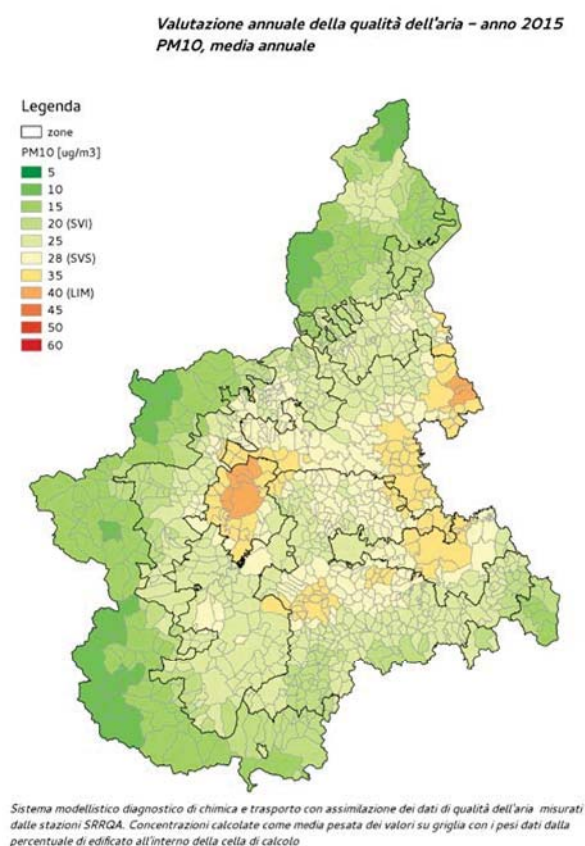 Valutazione annuale della qualità dell'aria – anno 2015
PM10, media annuale
Legenda
zone
PM10 [ug/m3]
5
10
15
20 (SVI)
25
28 (SVS)
35
40 (LIM)
45
50
60
Sistema modellistico diagnostico di chimica e trasporto con assimilazione dei dati di qualità dell'aria misurati
dalle stazioni SRRQA. Concentrazioni calcolate come media pesata dei valori su griglia con i pesi dati dalla
percentuale di edificato all'interno della cella di calcolo